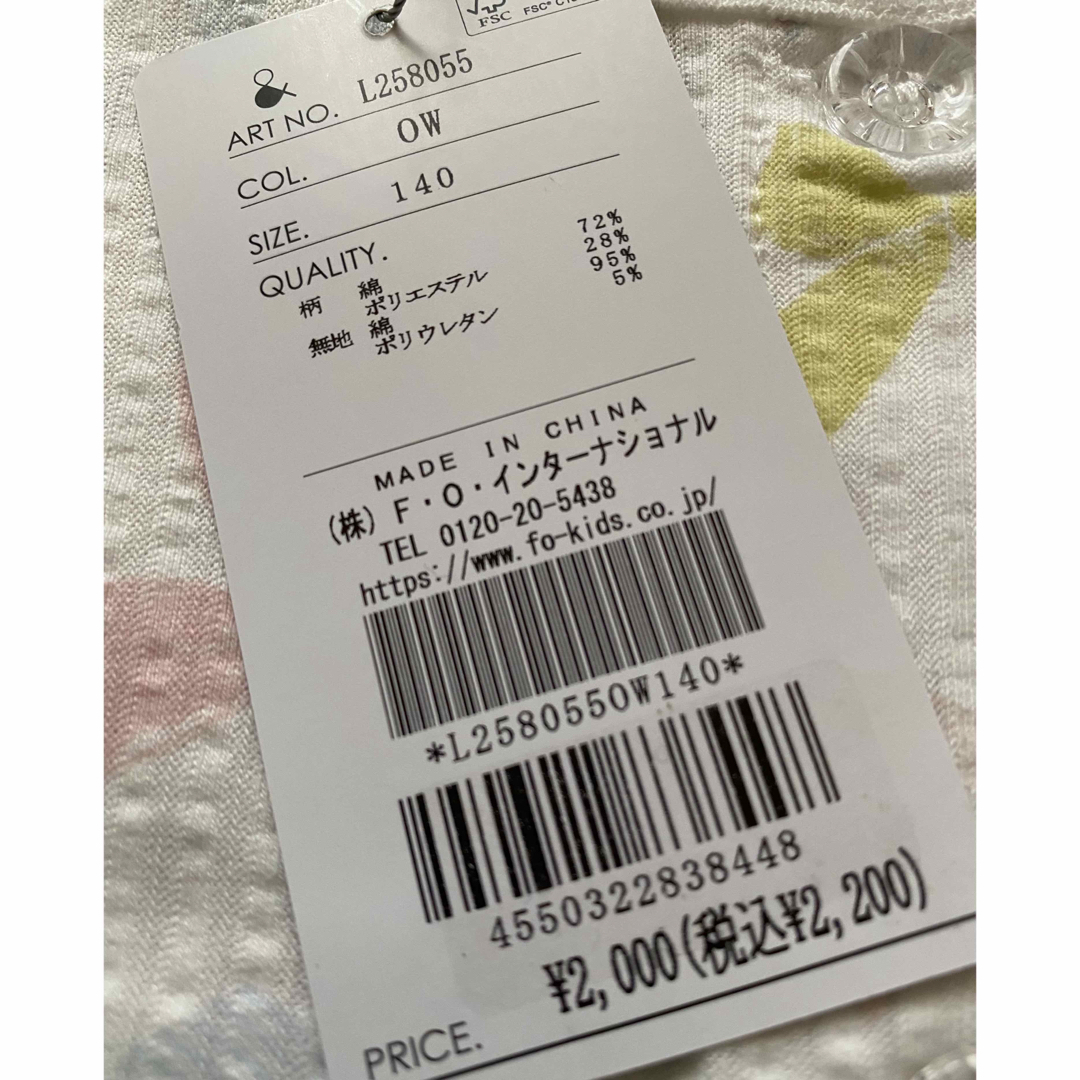 FSC
FSC® C1
&
ART NO. L258055
COL. OW
SIZE. 140
QUALITY.
柄 綿 72%
ポリエステル 28%
無地 綿 95%
ポリウレタン 5%
MADE IN CHINA
(株) F・O・インターナショナル
TEL 0120-20-5438
https://www.fo-kids.co.jp/
*L258055OW140*
4550322838448
¥2,000(税込¥2,200)
PRICE.